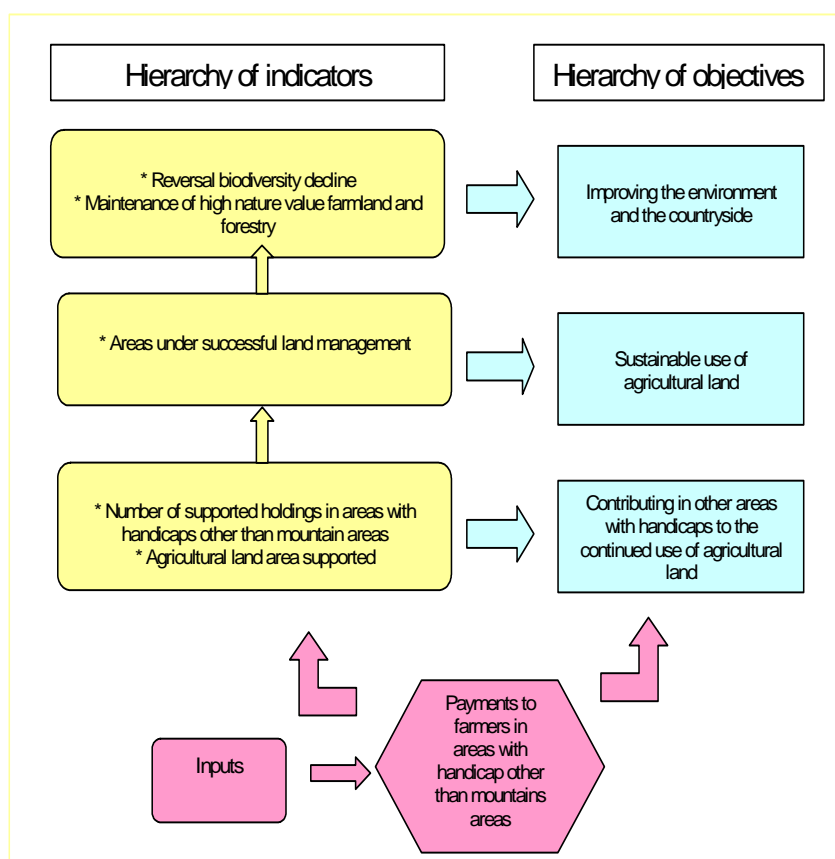 Hierarchy of indicators
Hierarchy of objectives
* Reversal biodiversity decline
* Maintenance of high nature value farmland and
forestry
Improving the environment
and the countryside
* Areas under successful land management
Sustainable use of
agricultural land
* Number of supported holdings in areas with
handicaps other than mountain areas
* Agricultural land area supported
Contributing in other areas
with handicaps to the
continued use of agricultural
land
Inputs
Payments to
farmers in
areas with
handicap other
than mountains
areas